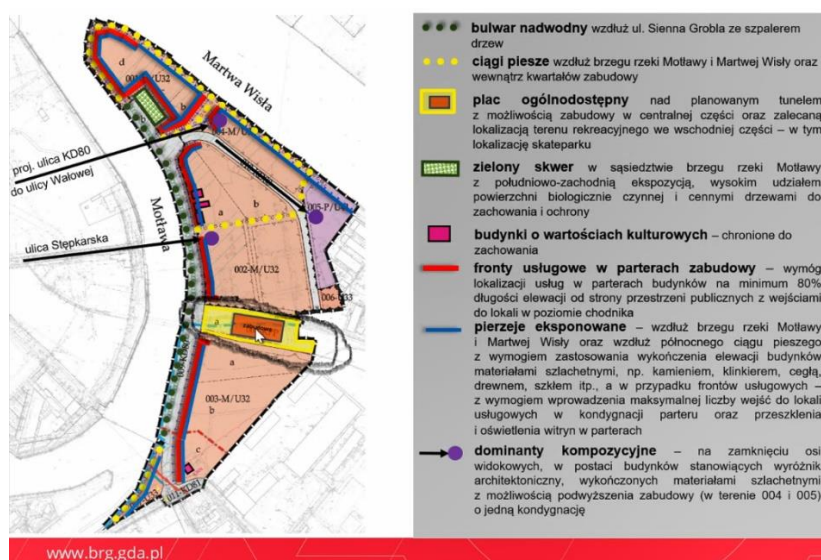 Martwa Wisła
d
001-M/U32
b
b
004-M/U
proj. ulica KD80
do ulicy Wałowej
b
a
005-P/U
Motława
ulica Stępkarska
002-M/U32
006-U33
a
a
003-M/U32
b
c
bulwar nadwodny wzdłuż ul. Sienna Grobla ze szpalerem
drzew
ciągi piesze wzdłuż brzegu rzeki Motławy i Martwej Wisły oraz
wewnątrz kwartałów zabudowy
plac ogólnodostępny nad planowanym tunelem
z możliwością zabudowy w centralnej części oraz zalecaną
lokalizacją terenu rekreacyjnego we wschodniej części – w tym
lokalizację skateparku
zielony skwer w sąsiedztwie brzegu rzeki Motławy
z południowo-zachodnią ekspozycją, wysokim udziałem
powierzchni biologicznie czynnej i cennymi drzewami do
zachowania i ochrony
budynki o wartościach kulturowych – chronione do
zachowania
fronty usługowe w parterach zabudowy – wymóg
lokalizacji usług w parterach budynków na minimum 80%
długości elewacji od strony przestrzeni publicznych z wejściami
do lokali w poziomie chodnika
pierzeje eksponowane – wzdłuż brzegu rzeki Motławy
i Martwej Wisły oraz wzdłuż północnego ciągu pieszego
z wymogiem zastosowania wykończenia elewacji budynków
materiałami szlachetnymi, np. kamieniem, klinkierem, cegłą,
drewnem, szkłem itp., a w przypadku frontów usługowych –
z wymogiem wprowadzenia maksymalnej liczby wejść do lokali
usługowych w kondygnacji parteru oraz przeszklenia
i oświetlenia witryn w parterach
dominanty kompozycyjne – na zamknięciu osi
widokowych, w postaci budynków stanowiących wyróżnik
architektoniczny, wykończonych materiałami szlachetnymi
z możliwością podwyższenia zabudowy (w terenie 004 i 005)
o jedną kondygnację
www.brg.gda.pl